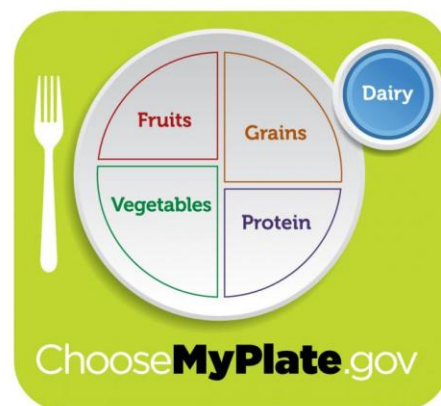 Fruits
Grains
Dairy
Vegetables
Protein
ChooseMyPlate.gov